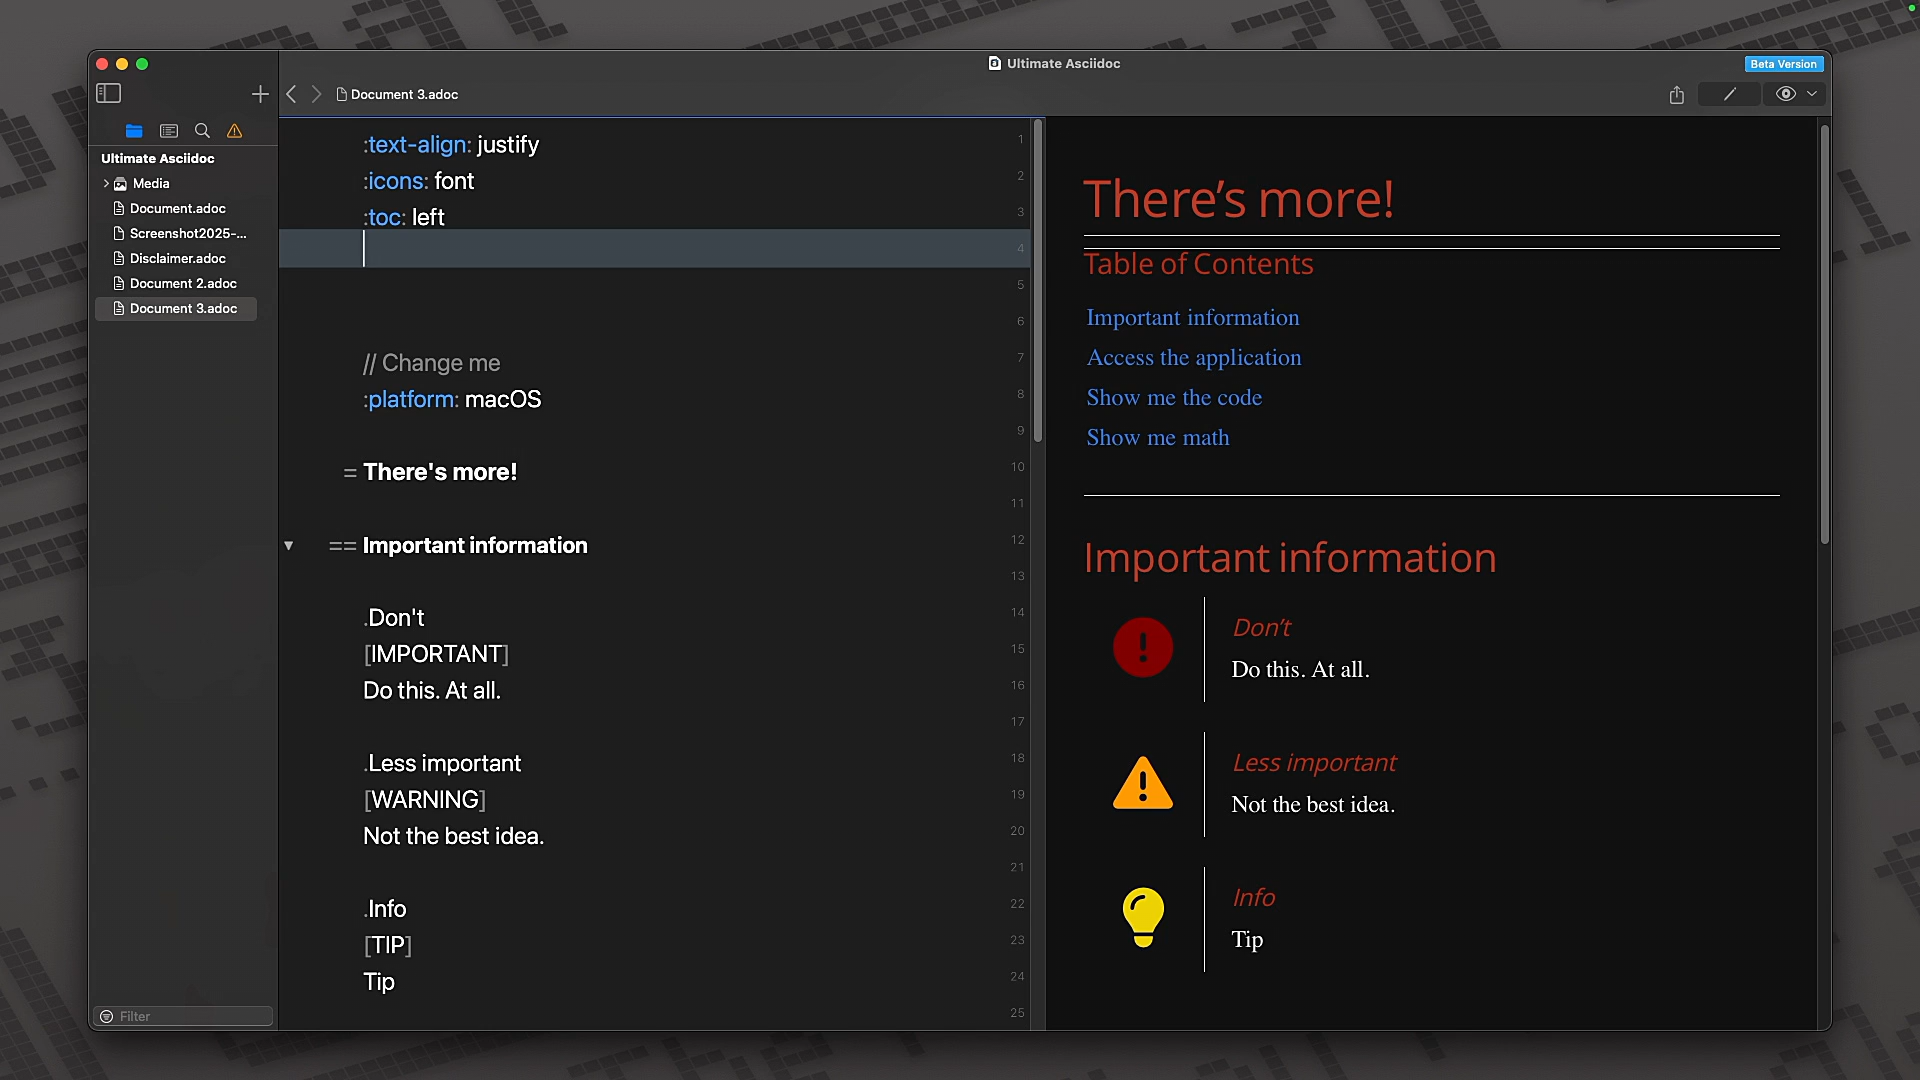 Ultimate Asciidoc
Beta Version
Document 3.adoc
Ultimate Asciidoc
Media
Document.adoc
Screenshot2025-...
Disclaimer.adoc
Document 2.adoc
Document 3.adoc
Filter
:text-align: justify 1
:icons: font 2
:toc: left 3
4
5
6
// Change me 7
:platform: macOS 8
9
= There's more! 10
11
== Important information 12
13
.Don't 14
[IMPORTANT] 15
Do this. At all. 16
17
.Less important 18
[WARNING] 19
Not the best idea. 20
21
.Info 22
[TIP] 23
Tip 24
25
There’s more!
Table of Contents
Important information
Access the application
Show me the code
Show me math
Important information
Don’t
Do this. At all.
Less important
Not the best idea.
Info
Tip